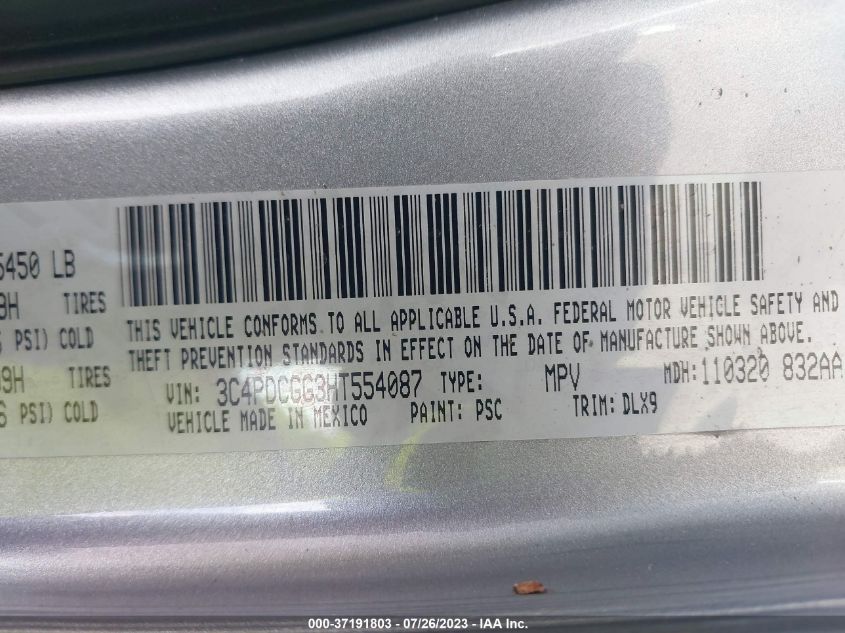 5450 LB
9H TIRES
PSI) COLD
99H TIRES
PSI) COLD
THIS VEHICLE CONFORMS TO ALL APPLICABLE U.S.A. FEDERAL MOTOR VEHICLE SAFETY AND
THEFT PREVENTION STANDARDS IN EFFECT ON THE DATE OF MANUFACTURE SHOWN ABOVE.
VIN: 3C4PDCGG3HT554087 TYPE: MPV MDH:110320 832AA
VEHICLE MADE IN MEXICO PAINT: PSC TRIM: DLX9
000-37191803 - 07/26/2023 - IAA Inc.